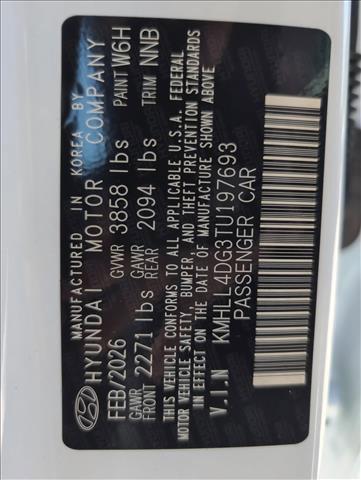 MANUFACTURED IN KOREA BY
HYUNDAI MOTOR COMPANY
FEB/2026 GVWR 3858 lbs PAINT W6H
GAWR FRONT 2271 lbs GAWR REAR 2094 lbs TRIM NNB
THIS VEHICLE CONFORMS TO ALL APPLICABLE U.S.A. FEDERAL
MOTOR VEHICLE SAFETY, BUMPER, AND THEFT PREVENTION STANDARDS
IN EFFECT ON THE DATE OF MANUFACTURE SHOWN ABOVE
V.I.N KMHLL4DG3TU197693
PASSENGER CAR